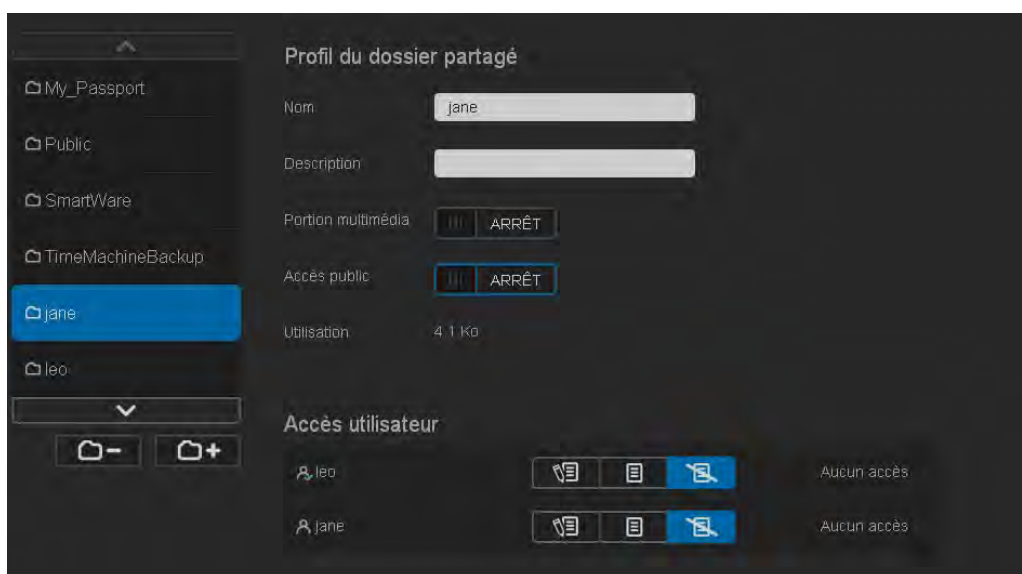 My_Passport
Public
SmartWare
TimeMachineBackup
jane
leo
Profil du dossier partagé
Nom jane
Description
Portion multimédia ARRÊT
Accès public ARRÊT
Utilisation 4.1 Ko
Accès utilisateur
leo Aucun accès
jane Aucun accès